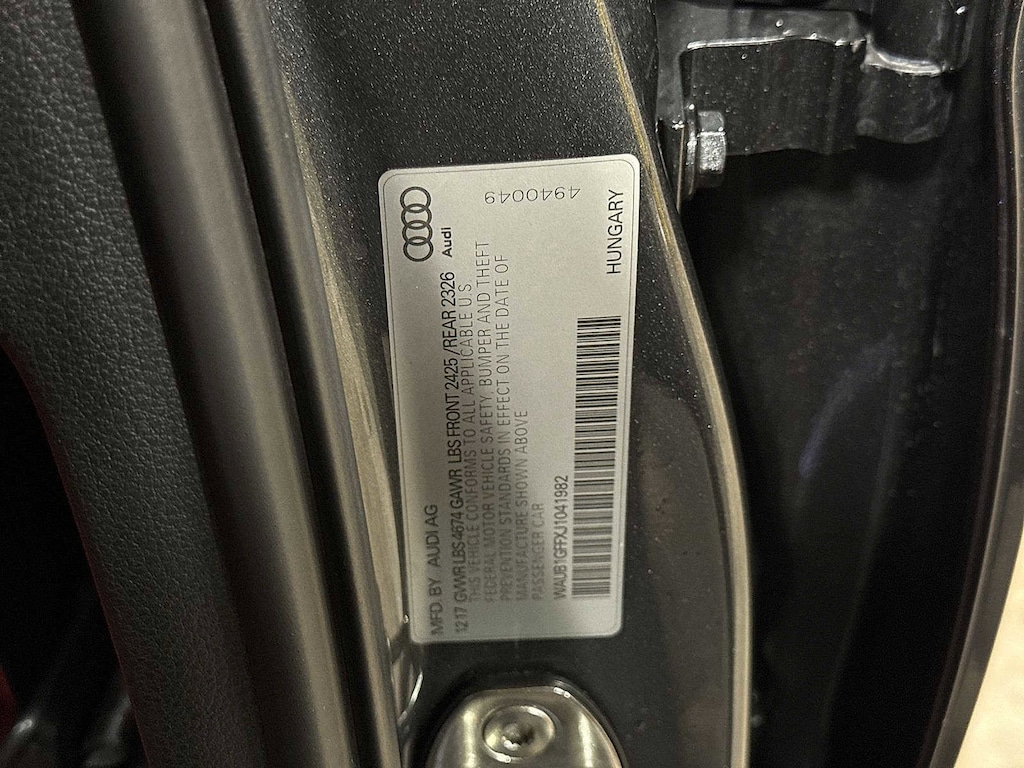 MFD. BY AUDI AG
12 17 GVWR LBS 4674 GAWR LBS FRONT 2425 / REAR 2326
Audi
THIS VEHICLE CONFORMS TO ALL APPLICABLE U.S.
FEDERAL MOTOR VEHICLE SAFETY, BUMPER AND THEFT
PREVENTION STANDARDS IN EFFECT ON THE DATE OF
MANUFACTURE SHOWN ABOVE
PASSENGER CAR
WAUB1GFFXJ1041982
HUNGARY
4940049